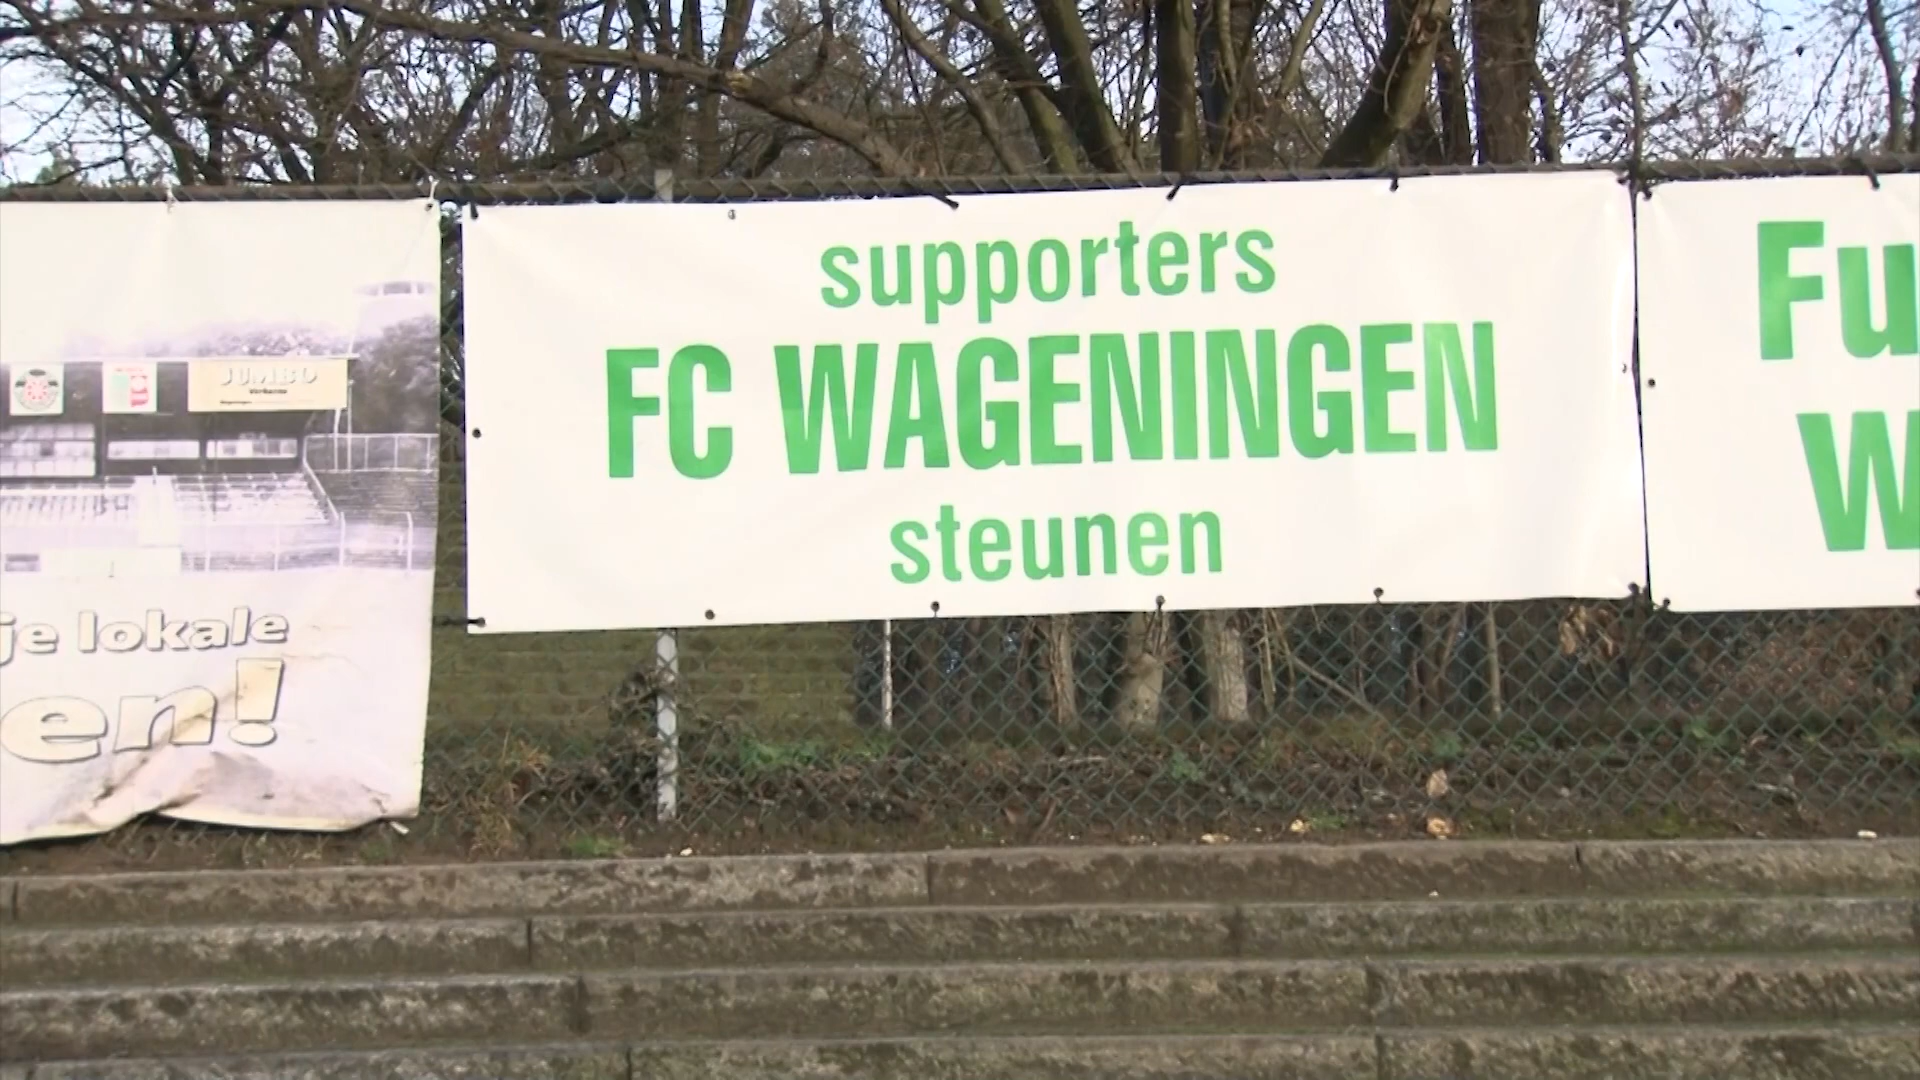 JUMBO
je lokale
en!
supporters
FC WAGENINGEN
steunen
Fu
W